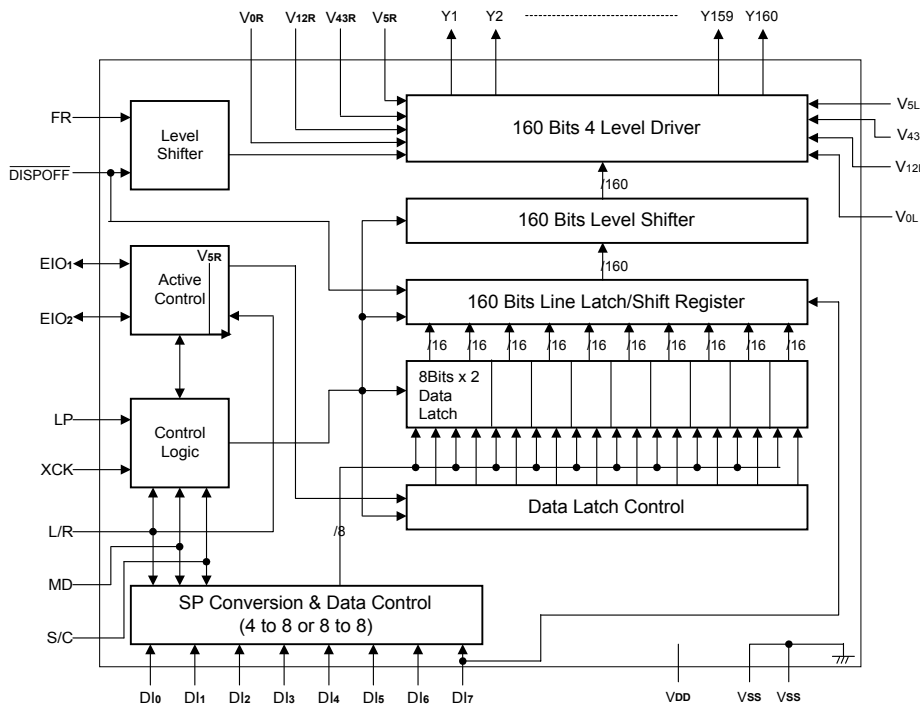 V0R V12R V43R V5R Y1 Y2 Y159 Y160
FR
DISPOFF
Level
Shifter
160 Bits 4 Level Driver
V5L
V43
V12L
V0L
/160
160 Bits Level Shifter
/160
EIO1
EIO2
Active
Control
V5R
160 Bits Line Latch/Shift Register
/16 /16 /16 /16 /16 /16 /16 /16 /16 /16
8Bits x 2
Data
Latch
LP
XCK
Control
Logic
Data Latch Control
L/R
MD
S/C
/8
SP Conversion & Data Control
(4 to 8 or 8 to 8)
DI0 DI1 DI2 DI3 DI4 DI5 DI6 DI7 VDD VSS VSS